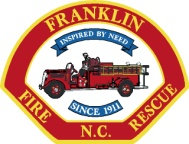 FRANKLIN
INSPIRED BY NEED
SINCE 1911
FIRE
RESCUE
N.C.